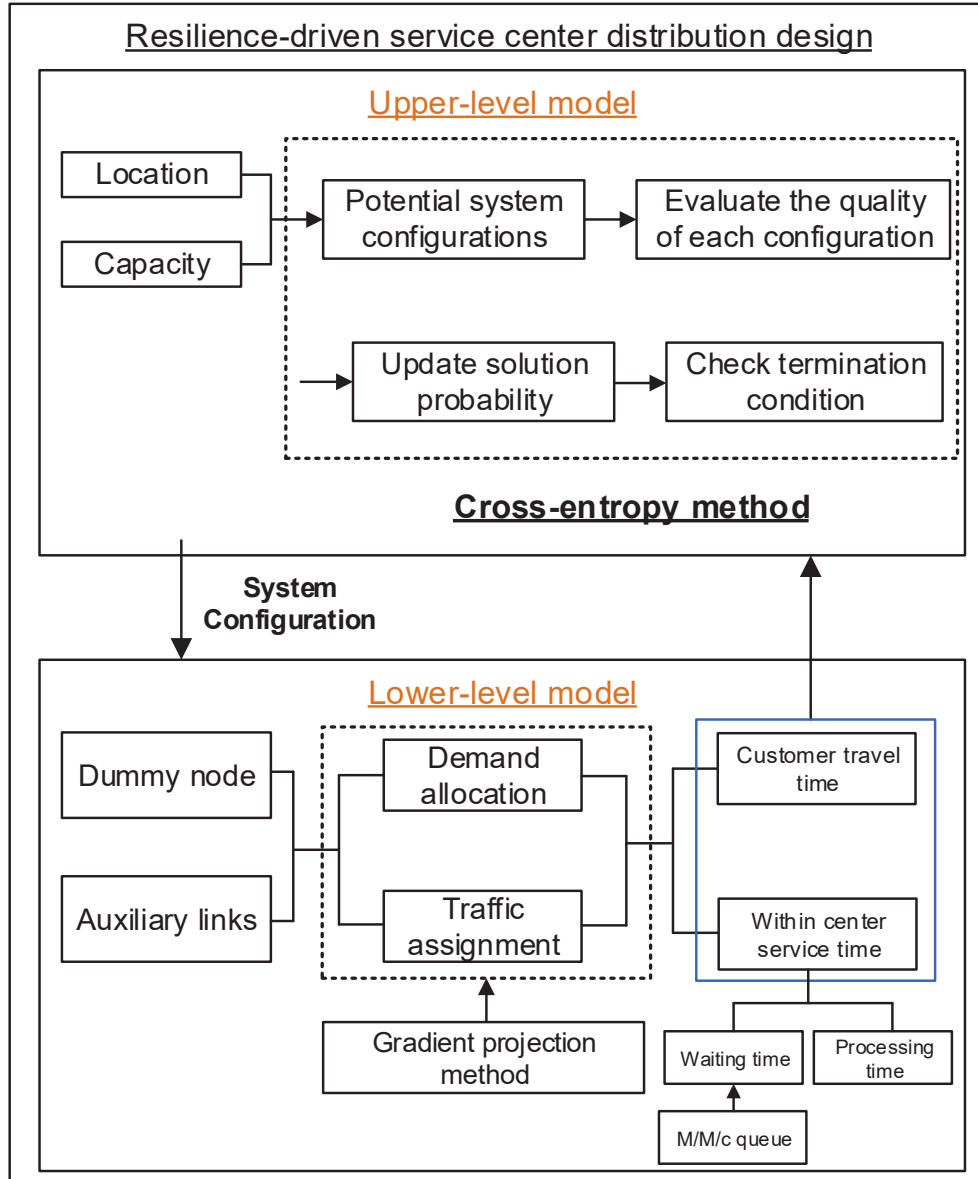 Resilience-driven service center distribution design
Upper-level model
Location
Capacity
Potential system
configurations
Evaluate the quality
of each configuration
Update solution
probability
Check termination
condition
Cross-entropy method
System
Configuration
Lower-level model
Dummy node
Auxiliary links
Demand
allocation
Traffic
assignment
Gradient projection
method
Customer travel
time
Within center
service time
Waiting time
Processing
time
M/M/c queue